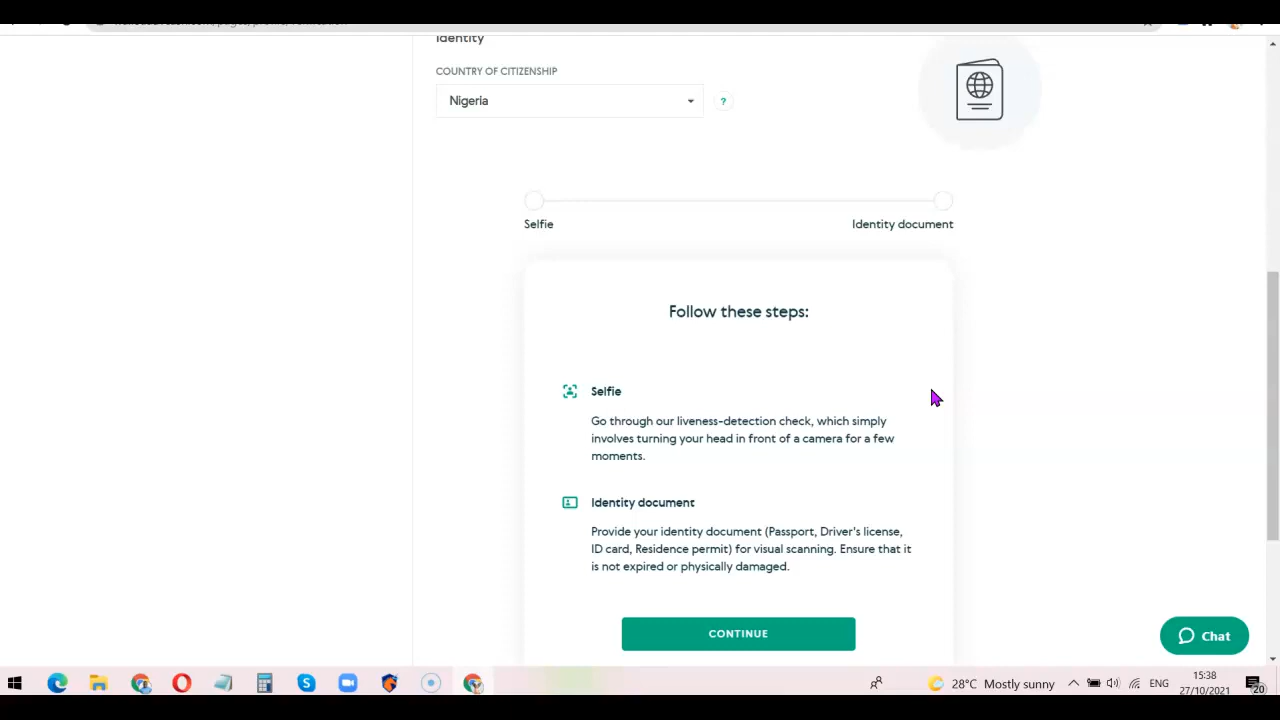 Identity
COUNTRY OF CITIZENSHIP
Nigeria
?
Selfie
Identity document
Follow these steps:
Selfie
Go through our liveness-detection check, which simply
involves turning your head in front of a camera for a few
moments.
Identity document
Provide your identity document (Passport, Driver's license,
ID card, Residence permit) for visual scanning. Ensure that it
is not expired or physically damaged.
CONTINUE
Chat
28°C Mostly sunny
ENG
15:38
27/10/2021
20